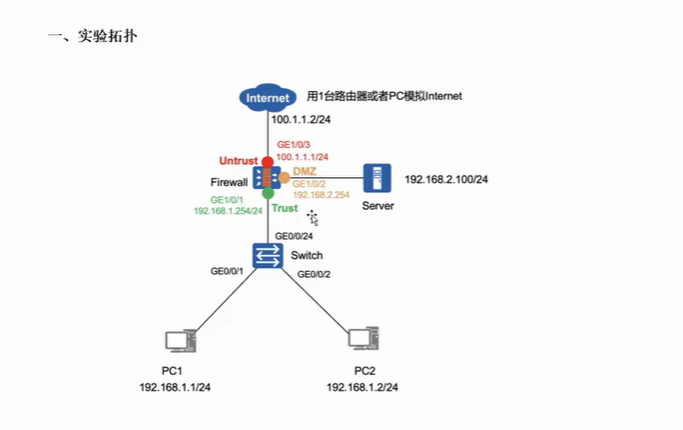 一、实验拓扑
Internet
用1台路由器或者PC模拟Internet
100.1.1.2/24
GE1/0/3
Untrust
100.1.1.1/24
DMZ
Firewall
GE1/0/2
192.168.2.100/24
192.168.2.254
GE1/0/1
Server
192.168.1.254/24
Trust
GE0/0/24
Switch
GE0/0/1
GE0/0/2
PC1
PC2
192.168.1.1/24
192.168.1.2/24